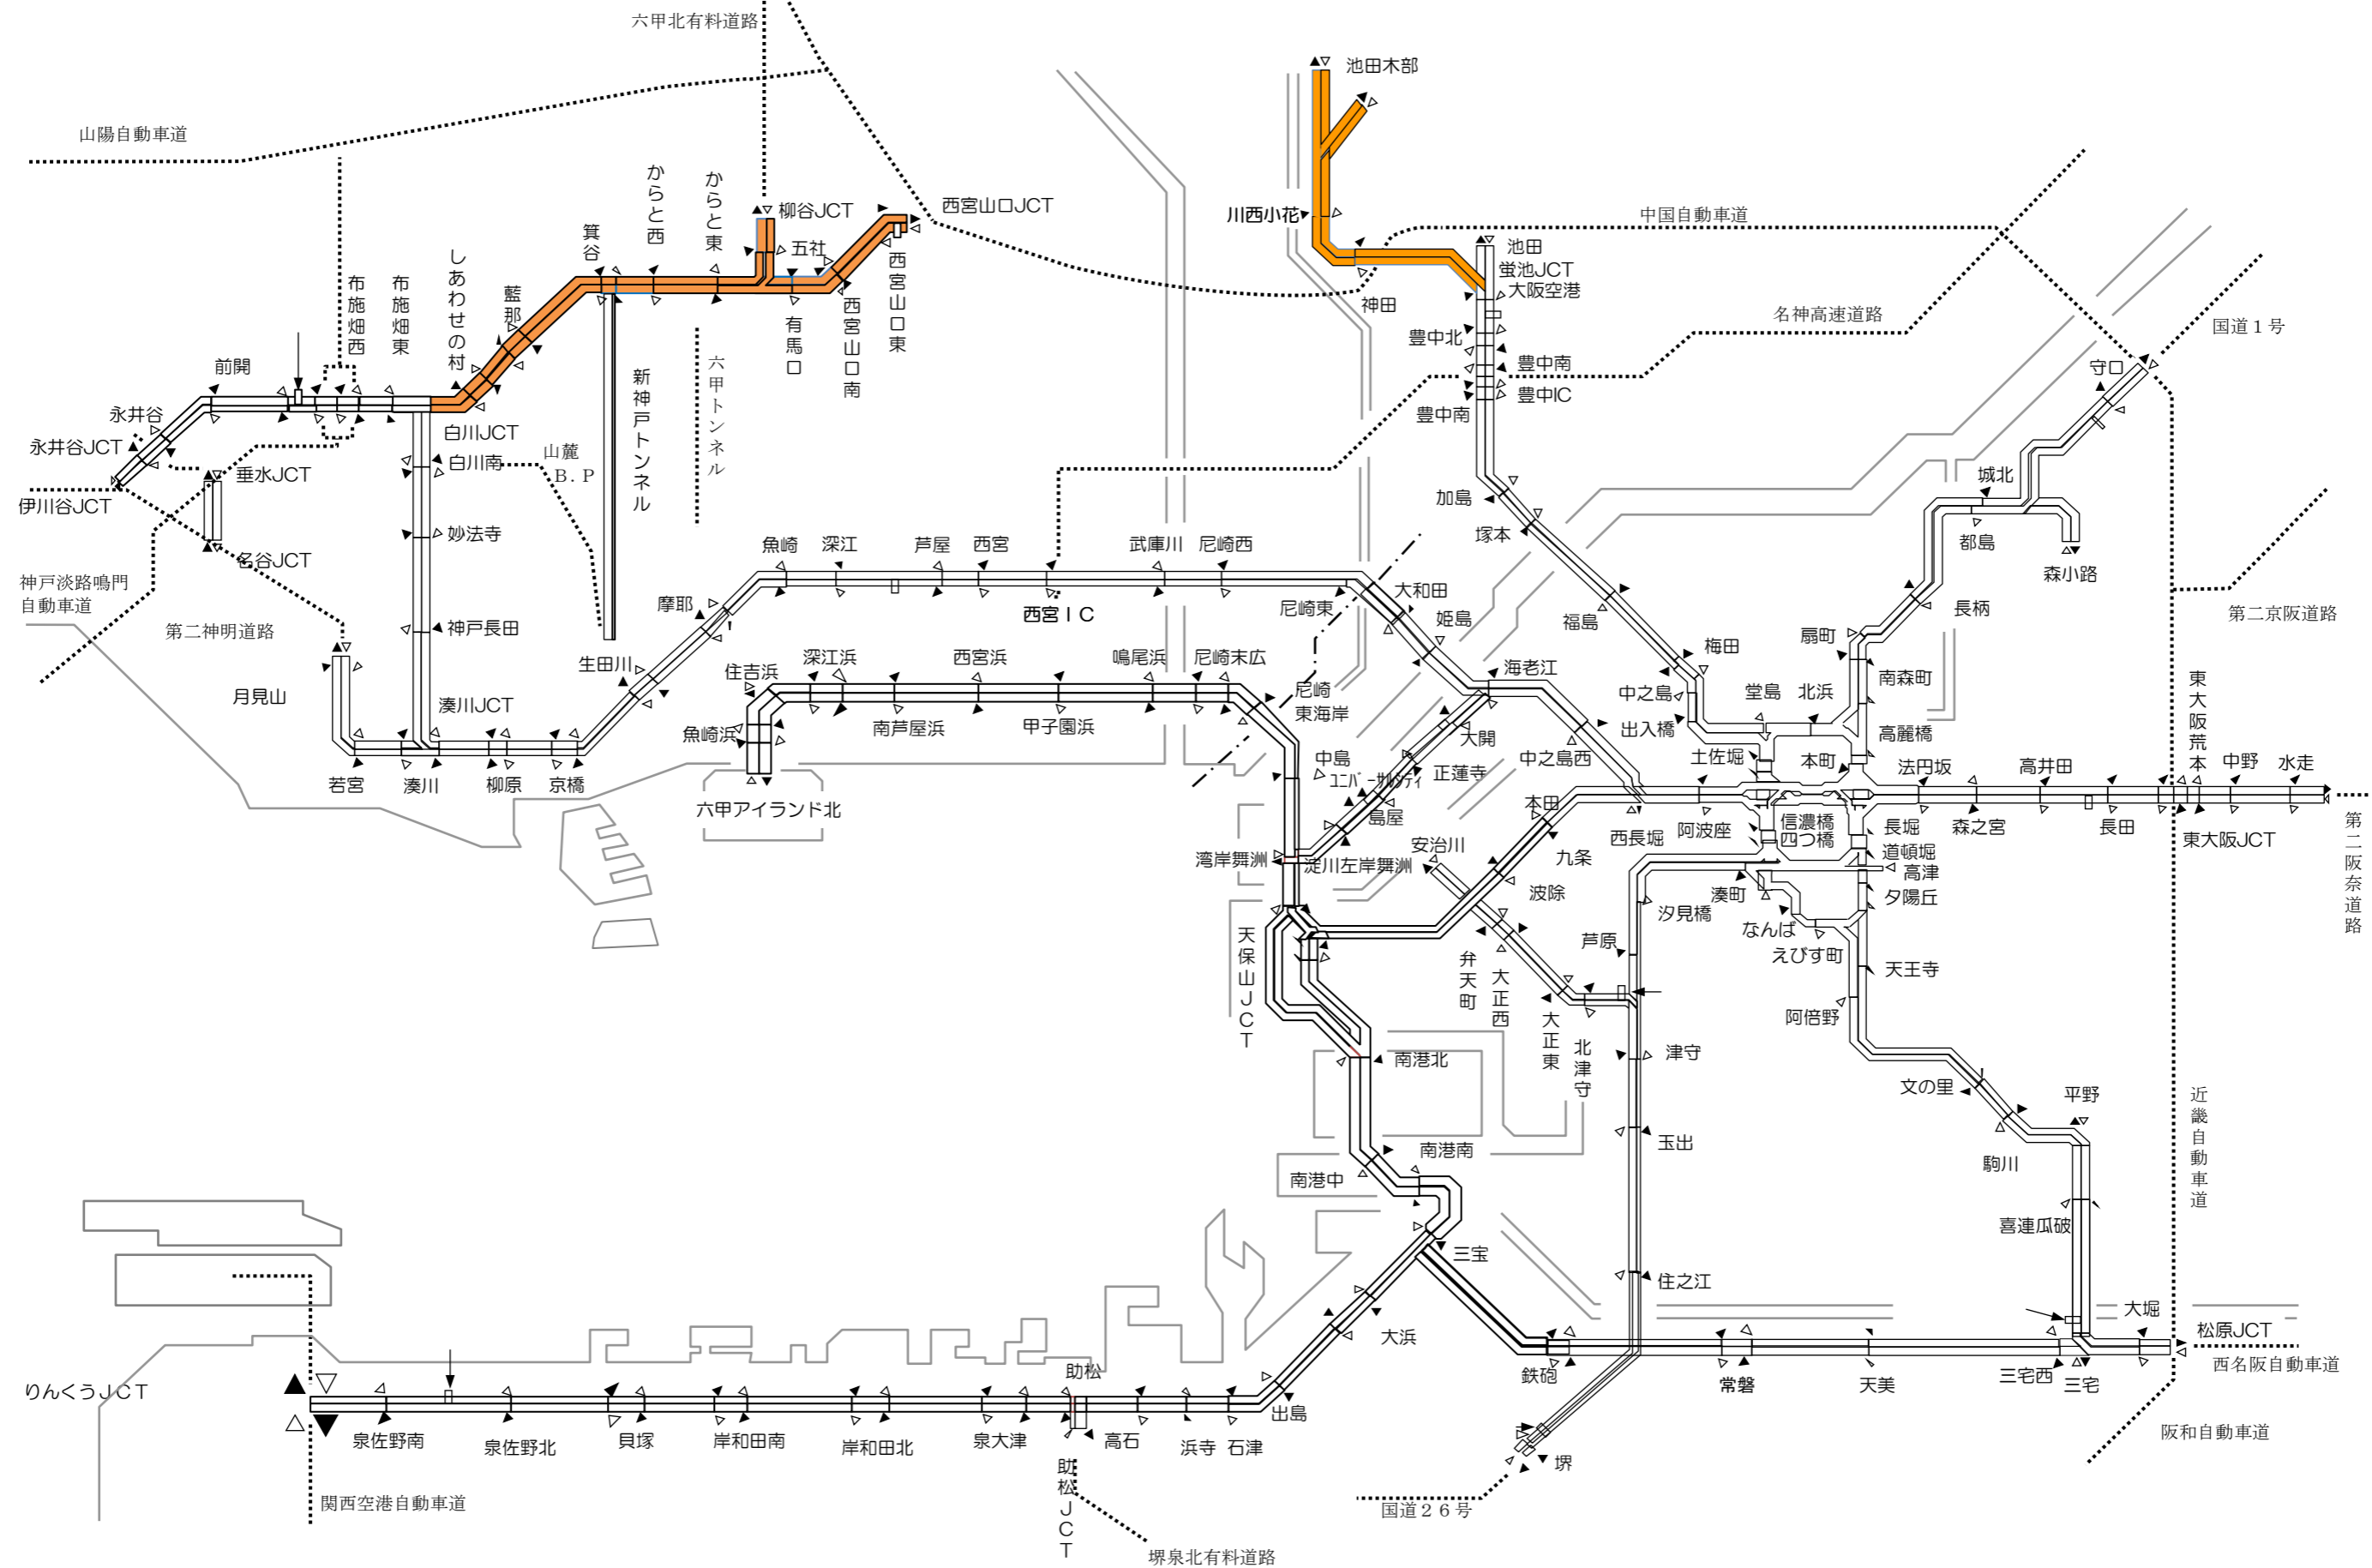 六甲北有料道路
池田木部
山陽自動車道
からと西
からと東
柳谷JCT
西宮山口JCT
川西小花
中国自動車道
箕谷
五社
池田
蛍池JCT
大阪空港
しあわせの村
布施畑西
布施畑東
藍那
有馬口
西宮山口南
西宮山口東
神田
名神高速道路
国道1号
豊中北
豊中南
豊中IC
豊中南
守口
前開
新神戸トンネル
六甲トンネル
永井谷
永井谷JCT
白川JCT
白川南
山麓
B.P
垂水JCT
伊川谷JCT
加島
城北
塚本
都島
妙法寺
魚崎
深江
芦屋
西宮
武庫川
尼崎西
名谷JCT
森小路
神戸淡路鳴門
自動車道
摩耶
西宮IC
尼崎東
大和田
姫島
福島
長柄
第二京阪道路
第二神明道路
神戸長田
扇町
梅田
生田川
住吉浜
深江浜
西宮浜
鳴尾浜
尼崎末広
海老江
南森町
月見山
湊川JCT
尼崎
東海岸
中之島
堂島
北浜
東大阪荒本
魚崎浜
南芦屋浜
甲子園浜
大開
出入橋
高麗橋
中島
ユニバーサルシティ
正蓮寺
中之島西
土佐堀
本町
法円坂
高井田
中野
水走
若宮
湊川
柳原
京橋
六甲アイランド北
島屋
本田
西長堀
阿波座
信濃橋
四つ橋
長堀
森之宮
長田
東大阪JCT
第二阪奈道路
湾岸舞洲
淀川左岸舞洲
安治川
九条
道頓堀
高津
波除
湊町
夕陽丘
汐見橋
天保山JCT
なんば
芦原
えびす町
弁天町
大正西
天王寺
大正東
阿倍野
北津守
南港北
津守
文の里
平野
近畿自動車道
南港南
玉出
駒川
南港中
喜連瓜破
三宝
住之江
大浜
大堀
松原JCT
西名阪自動車道
りんくうJCT
助松
鉄砲
常磐
天美
三宅西
三宅
出島
泉佐野南
泉佐野北
貝塚
岸和田南
岸和田北
泉大津
高石
浜寺
石津
阪和自動車道
助松JCT
堺
関西空港自動車道
国道26号
堺泉北有料道路